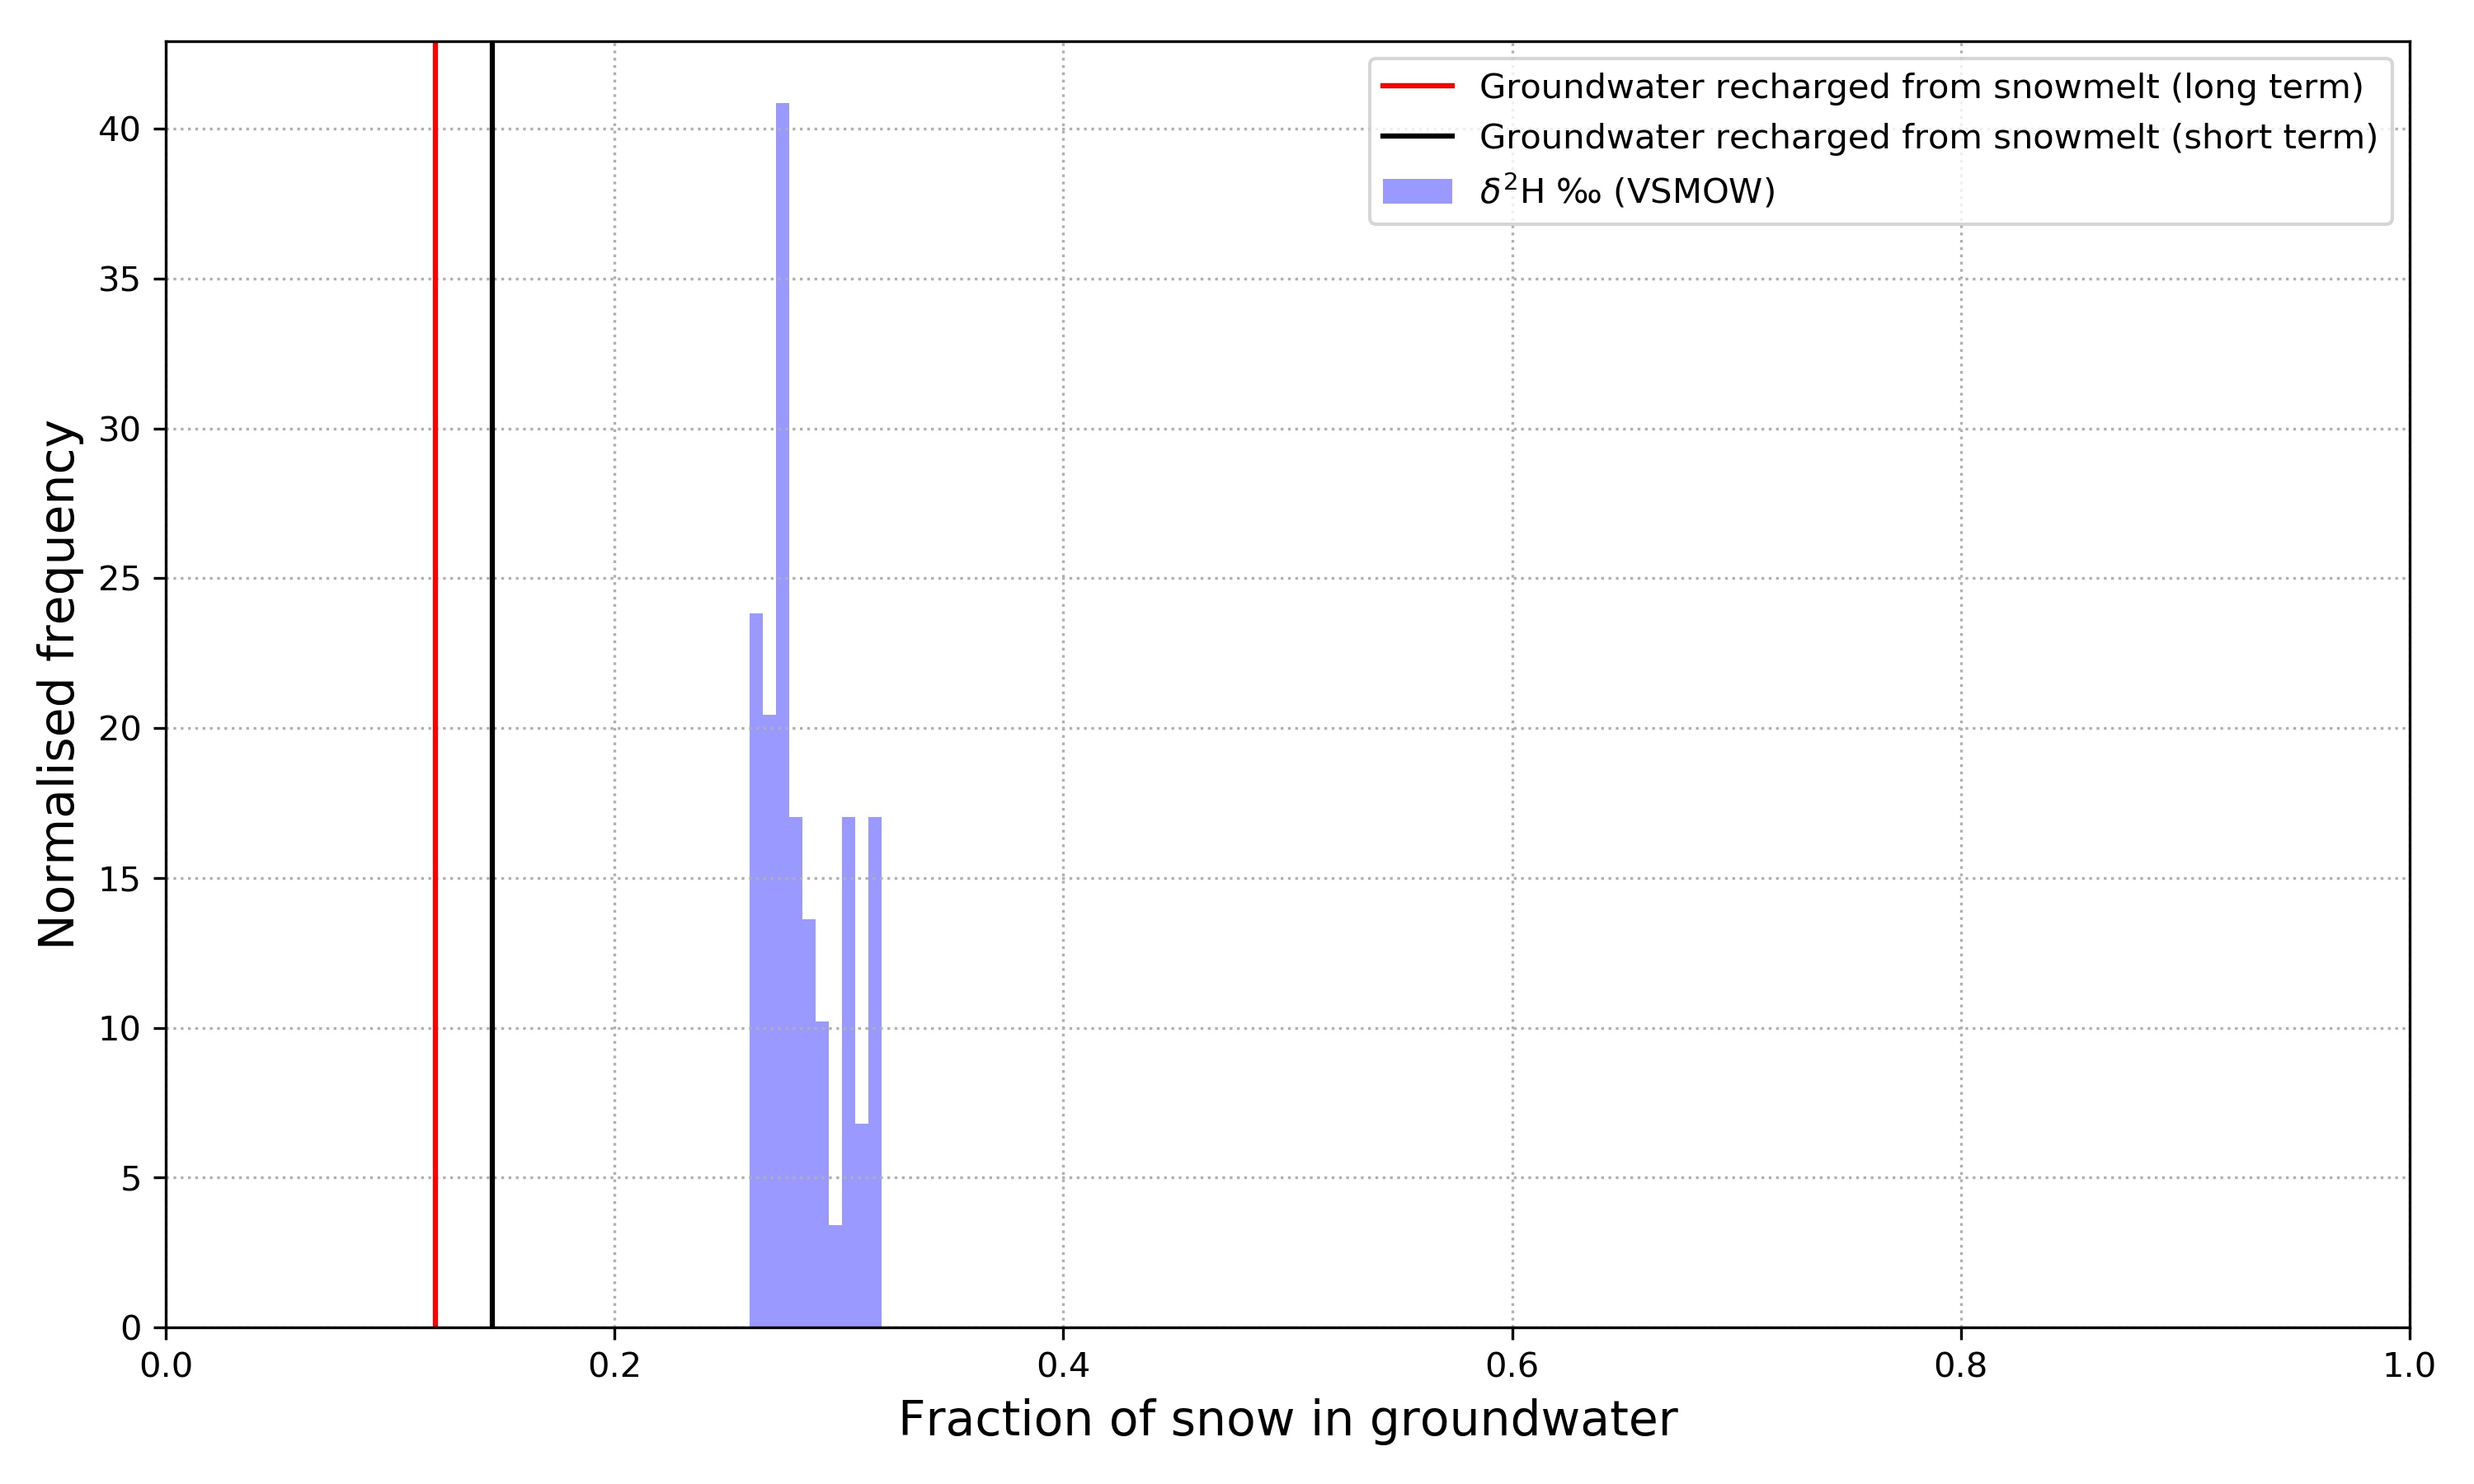 Groundwater recharged from snowmelt (long term)
Groundwater recharged from snowmelt (short term)
δ²H ‰ (VSMOW)
Normalised frequency
40
35
30
25
20
15
10
5
0
0.0 0.2 0.4 0.6 0.8 1.0
Fraction of snow in groundwater